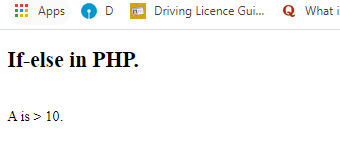 Apps D Driving Licence Gui... Q What i
If-else in PHP.
A is > 10.